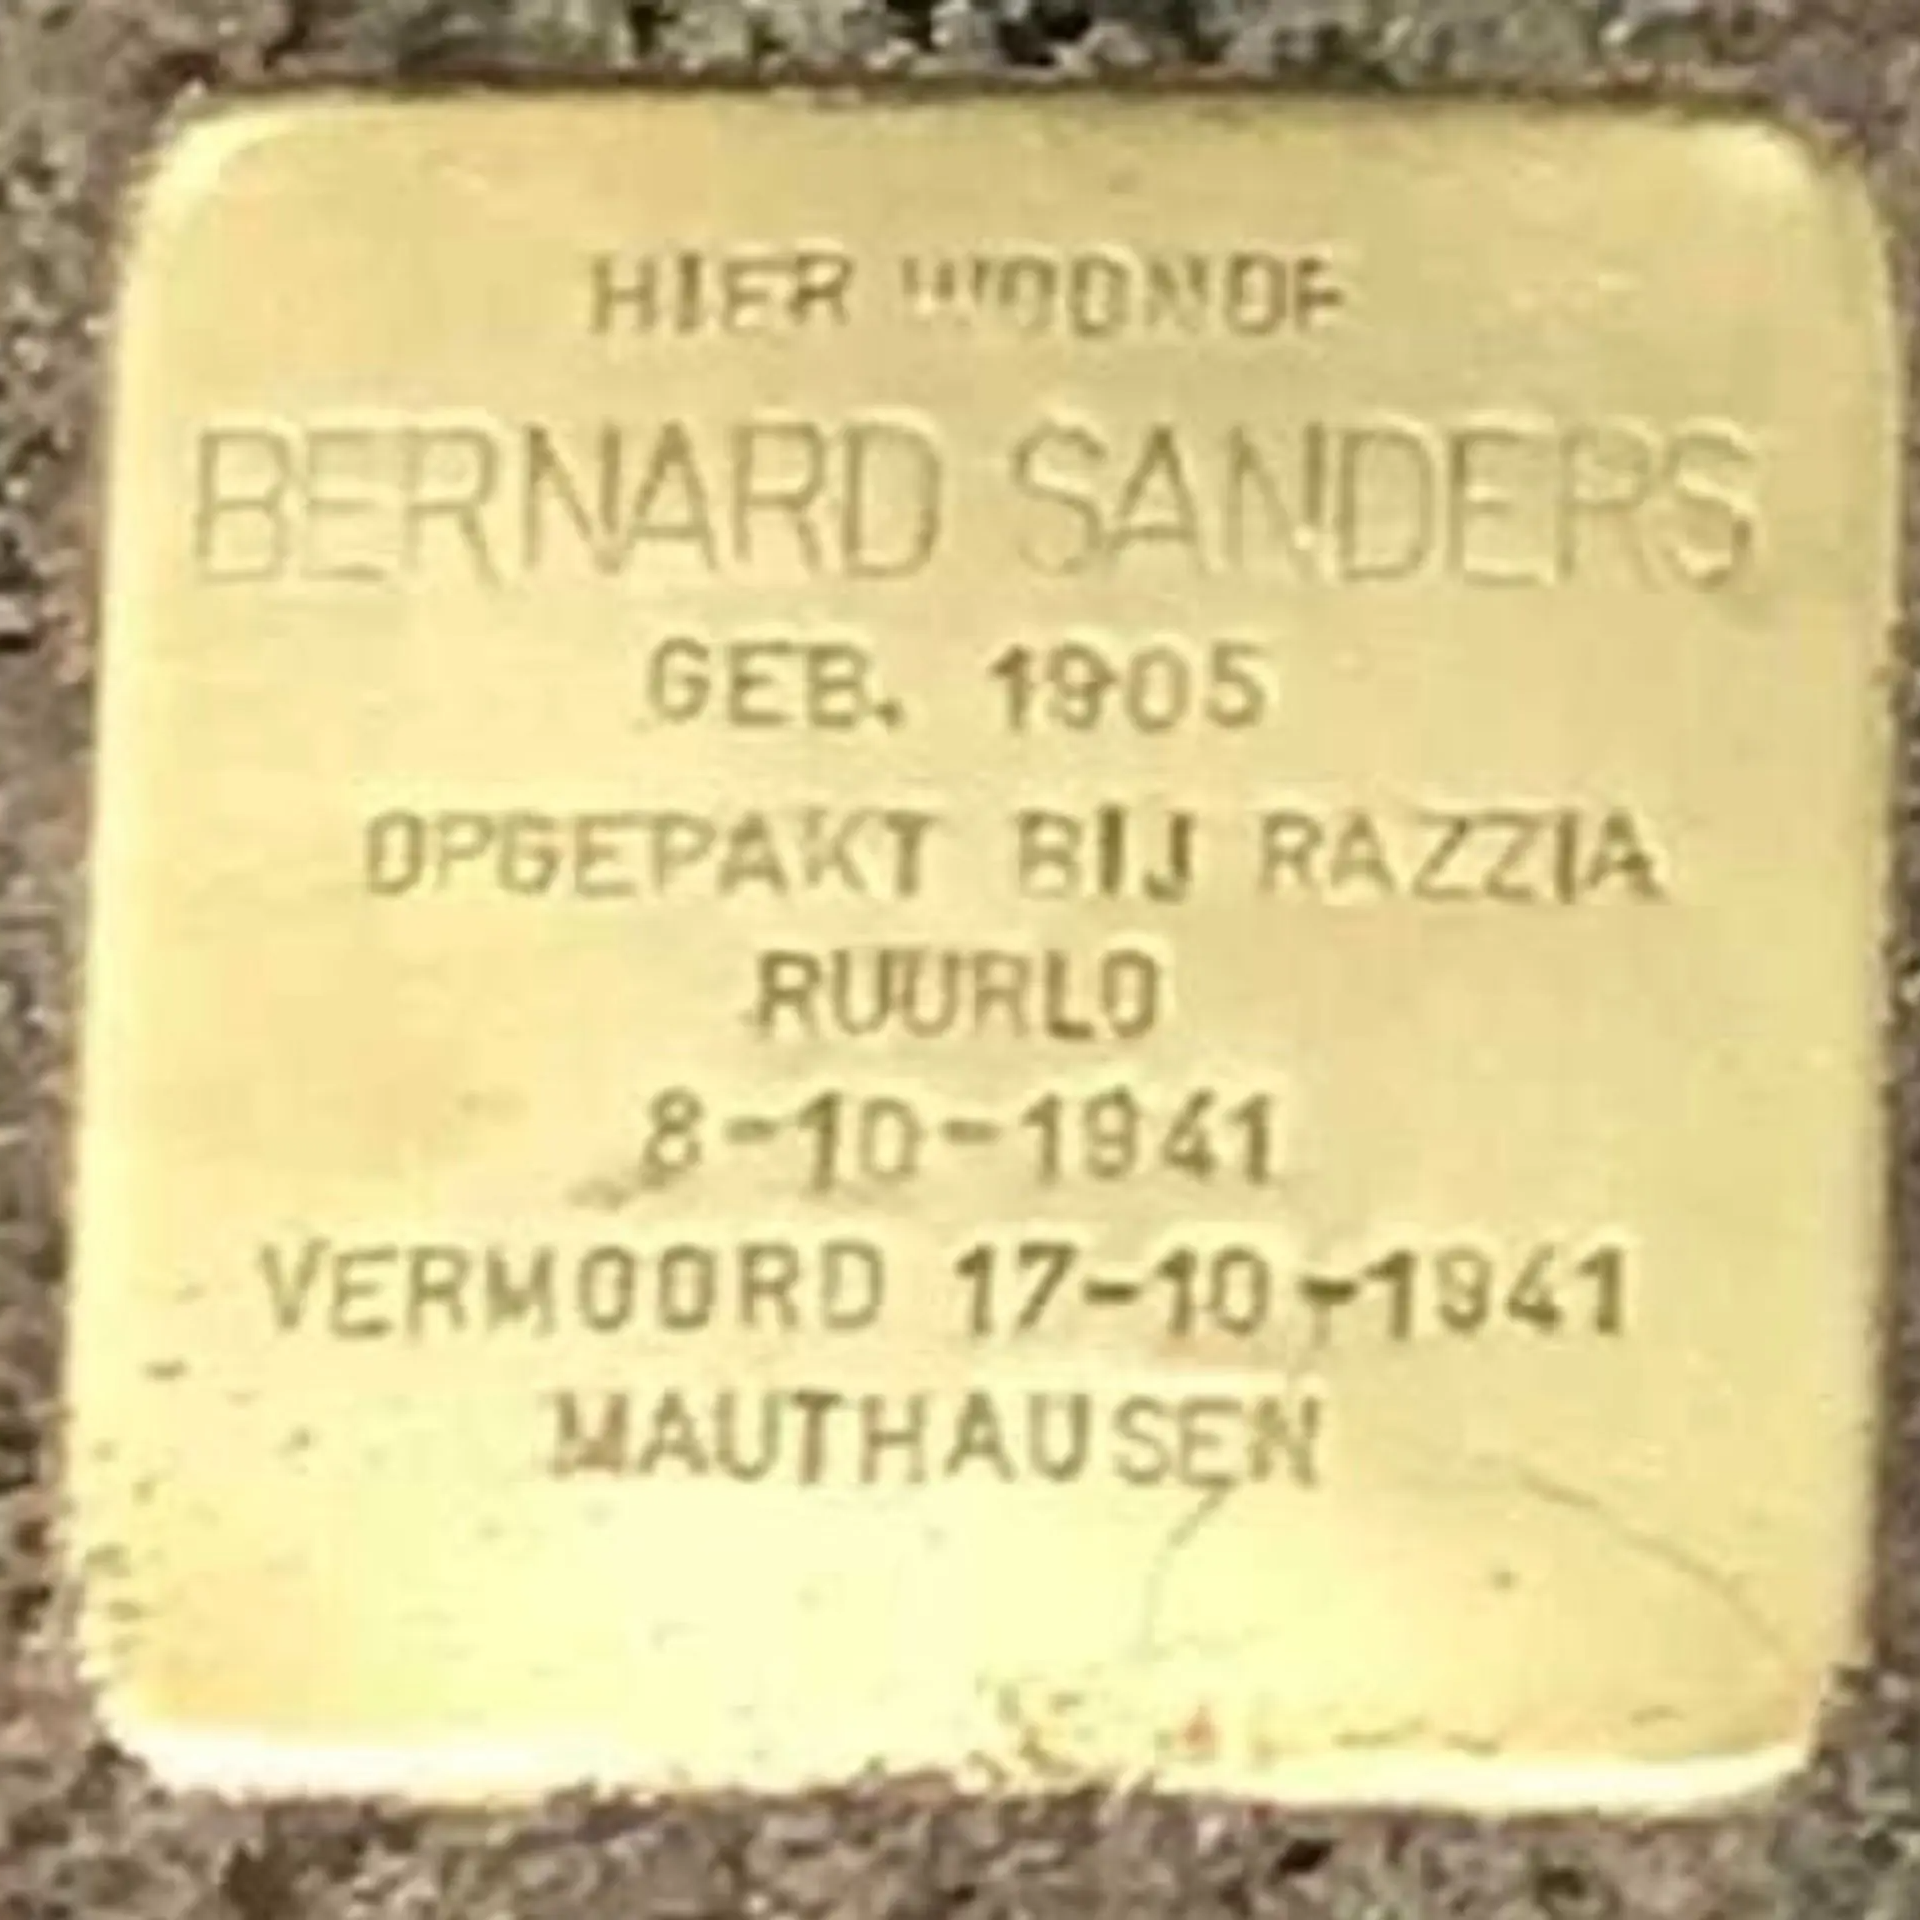 HIER WOONDE
BERNARD SANDERS
GEB. 1905
OPGEPAKT BIJ RAZZIA
RUURLO
8-10-1941
VERMOORD 17-10-1941
MAUTHAUSEN